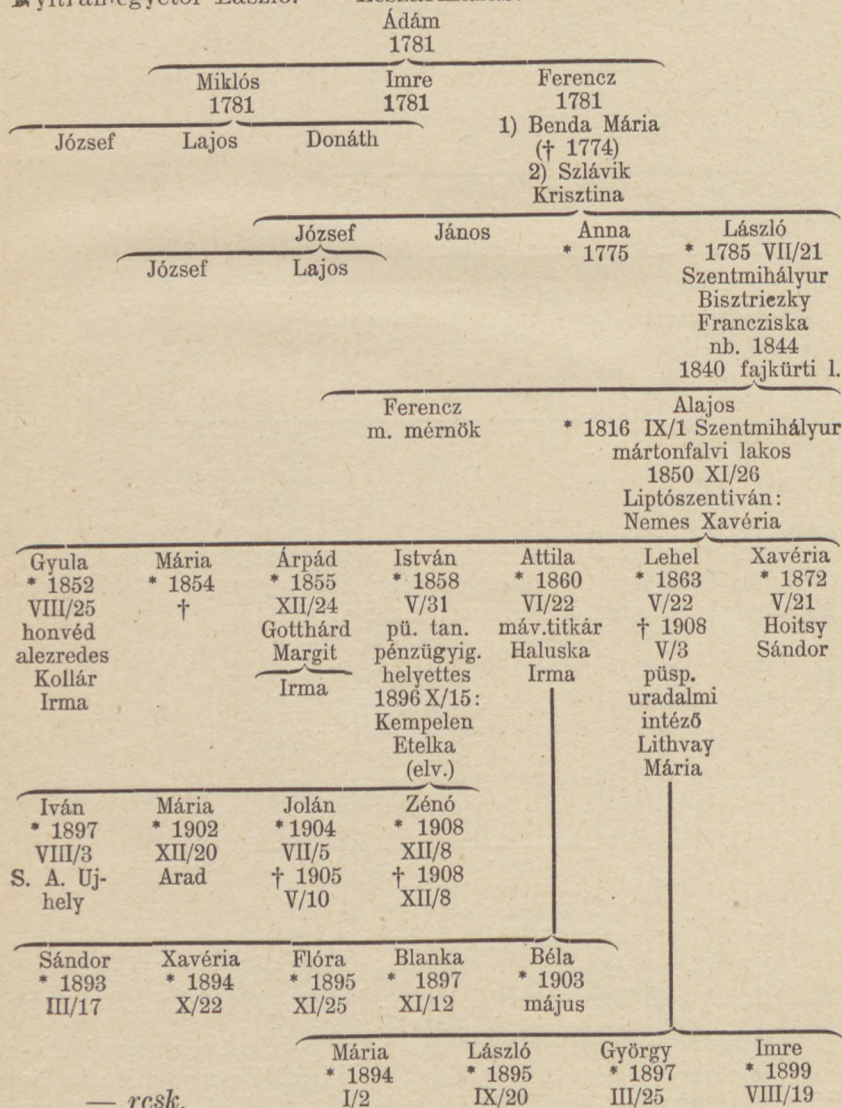 László.
Ádám
1781
Miklós Imre Ferencz
1781 1781 1781
1) Benda Mária
József Lajos Donáth
(† 1774)
2) Szlávik
Krisztina
József János Anna László
* 1775 * 1785 VII/21
József Lajos Szentmihályur
Bisztriczky
Francziska
nb. 1844
1840 fajkürti l.
Ferencz Alajos
m. mérnök * 1816 IX/1 Szentmihályur
mártonfalvi lakos
1850 XI/26
Liptószentiván:
Nemes Xavéria
Gyula Mária Árpád István Attila Lehel Xavéria
* 1852 * 1854 * 1855 * 1858 * 1860 * 1863 * 1872
VIII/25 † XII/24 V/31 VI/22 V/22 V/21
honvéd Gotthárd pü. tan. máv.titkár † 1908 Hoitsy
alezredes Margit pénzügyig. Haluska V/3 Sándor
Kollár Irma helyettes Irma püsp.
Irma 1896 X/15: uradalmi
Kempelen intéző
Etelka Lithvay
(elv.) Mária
Iván Mária Jolán Zénó
* 1897 * 1902 * 1904 * 1908
VIII/3 XII/20 VII/5 XII/8
S. A. Uj- Arad † 1905 † 1908
hely V/10 XII/8
Sándor Xavéria Flóra Blanka Béla
* 1893 * 1894 * 1895 * 1897 * 1903
III/17 X/22 XI/25 XI/12 május
Mária László György Imre
* 1894 * 1895 * 1897 * 1899
— rcsk. I/2 IX/20 III/25 VIII/19